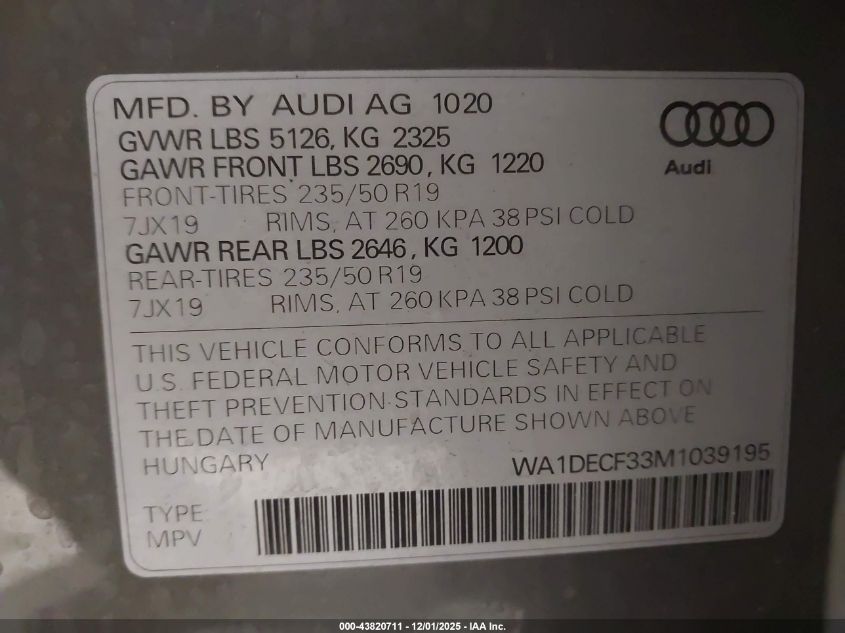 MFD. BY AUDI AG 1020
GVWR LBS 5126, KG 2325
GAWR FRONT LBS 2690, KG 1220
FRONT-TIRES 235/50 R19
7JX19 RIMS, AT 260 KPA 38 PSI COLD
GAWR REAR LBS 2646, KG 1200
REAR-TIRES 235/50 R19
7JX19 RIMS, AT 260 KPA 38 PSI COLD
Audi
THIS VEHICLE CONFORMS TO ALL APPLICABLE
U.S. FEDERAL MOTOR VEHICLE SAFETY AND
THEFT PREVENTION STANDARDS IN EFFECT ON
THE DATE OF MANUFACTURE SHOWN ABOVE
HUNGARY WA1DECF33M1039195
TYPE
MPV
000-43820711 - 12/01/2025 - IAA Inc.